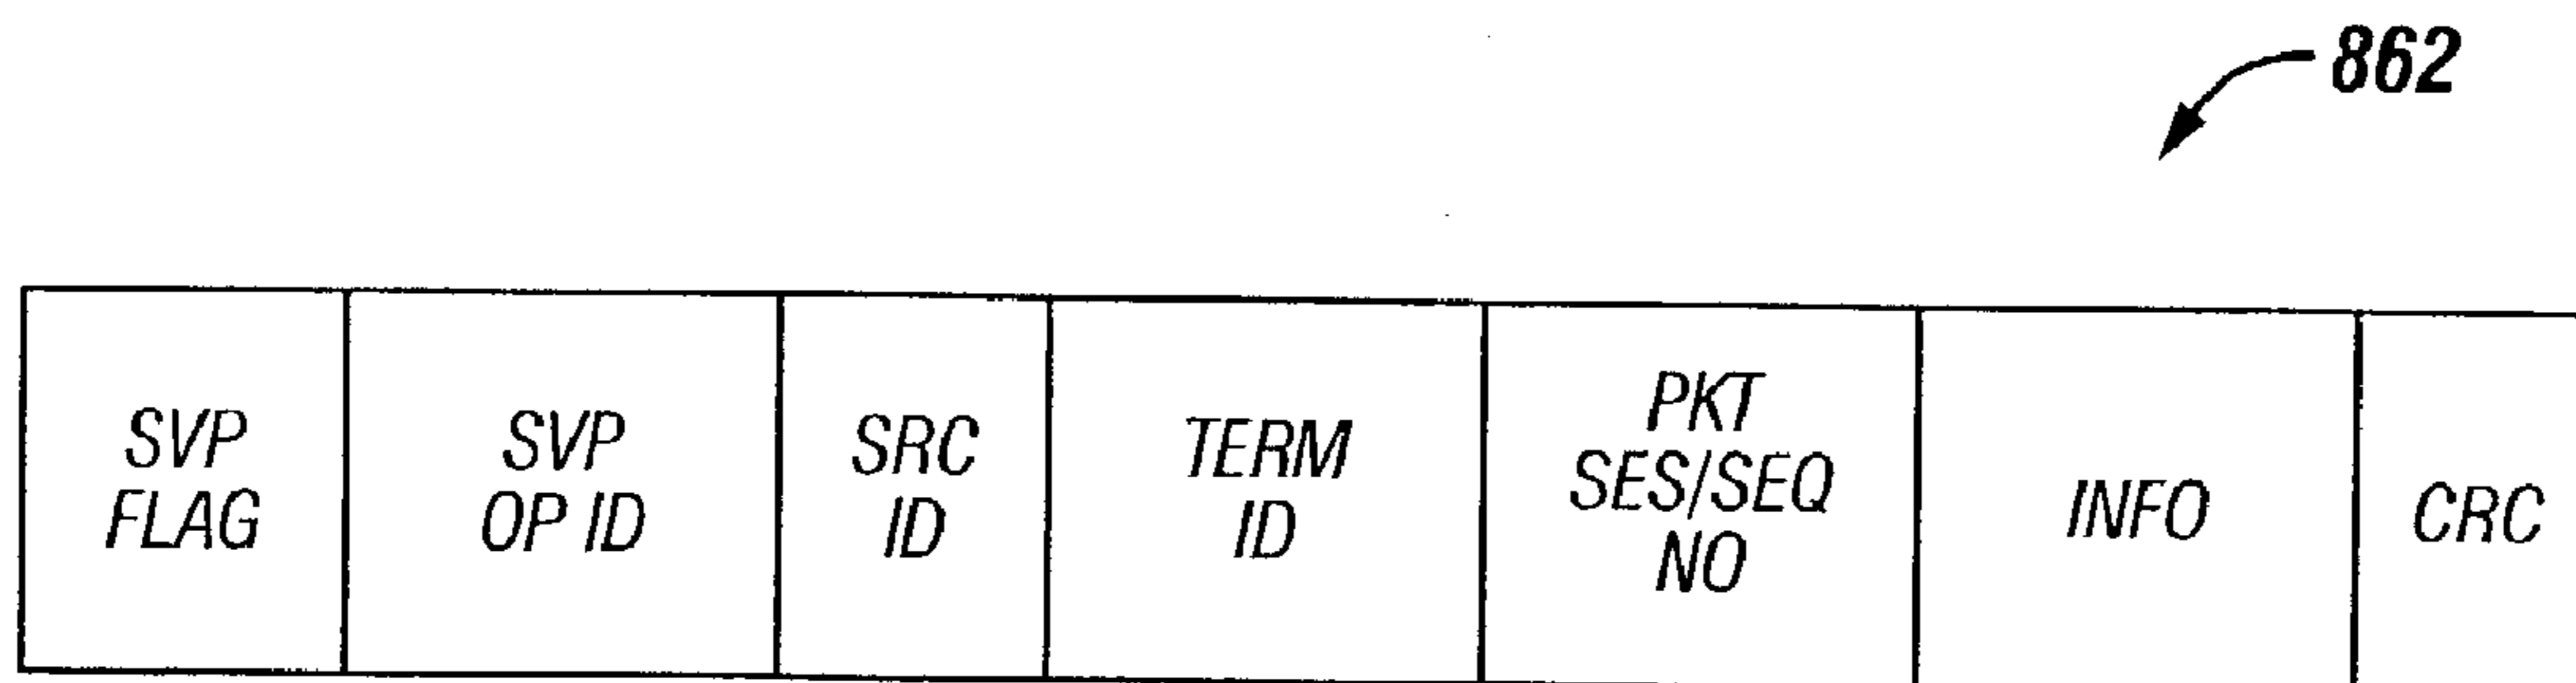 862
SVP
FLAG
SVP
OP ID
SRC
ID
TERM
ID
PKT
SES/SEQ
NO
INFO
CRC